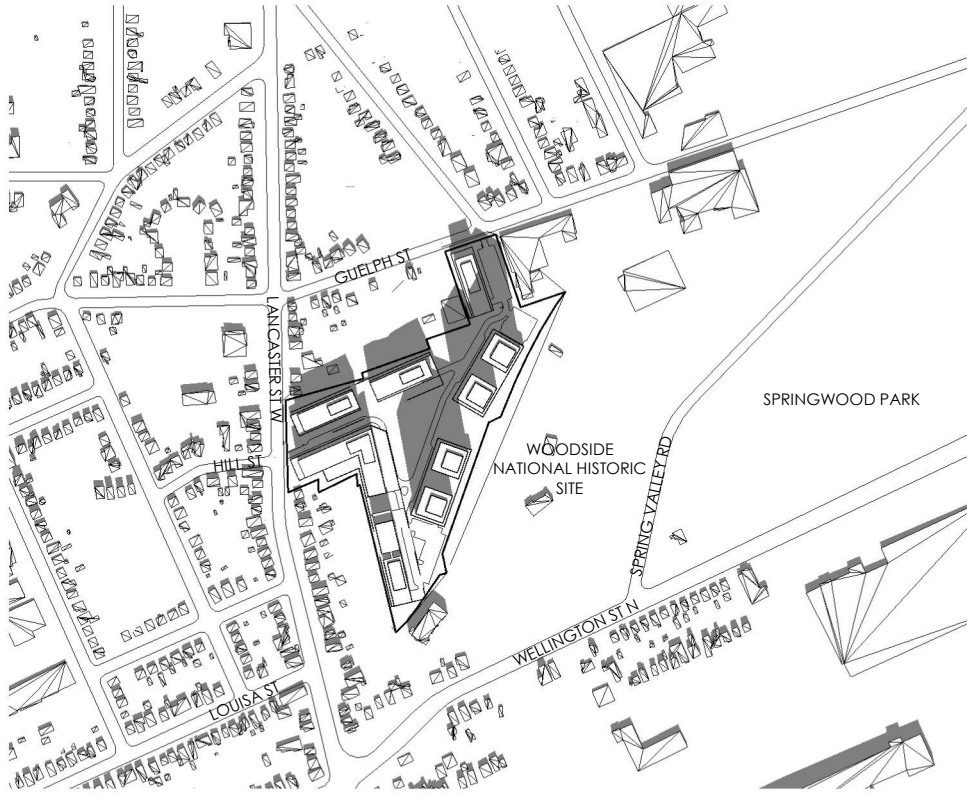 GUELPH ST
LANCASTER ST W
SPRINGWOOD PARK
WOODSIDE
NATIONAL HISTORIC
SITE
HILL ST
SPRING VALLEY RD
WELLINGTON ST N
LOUISA ST